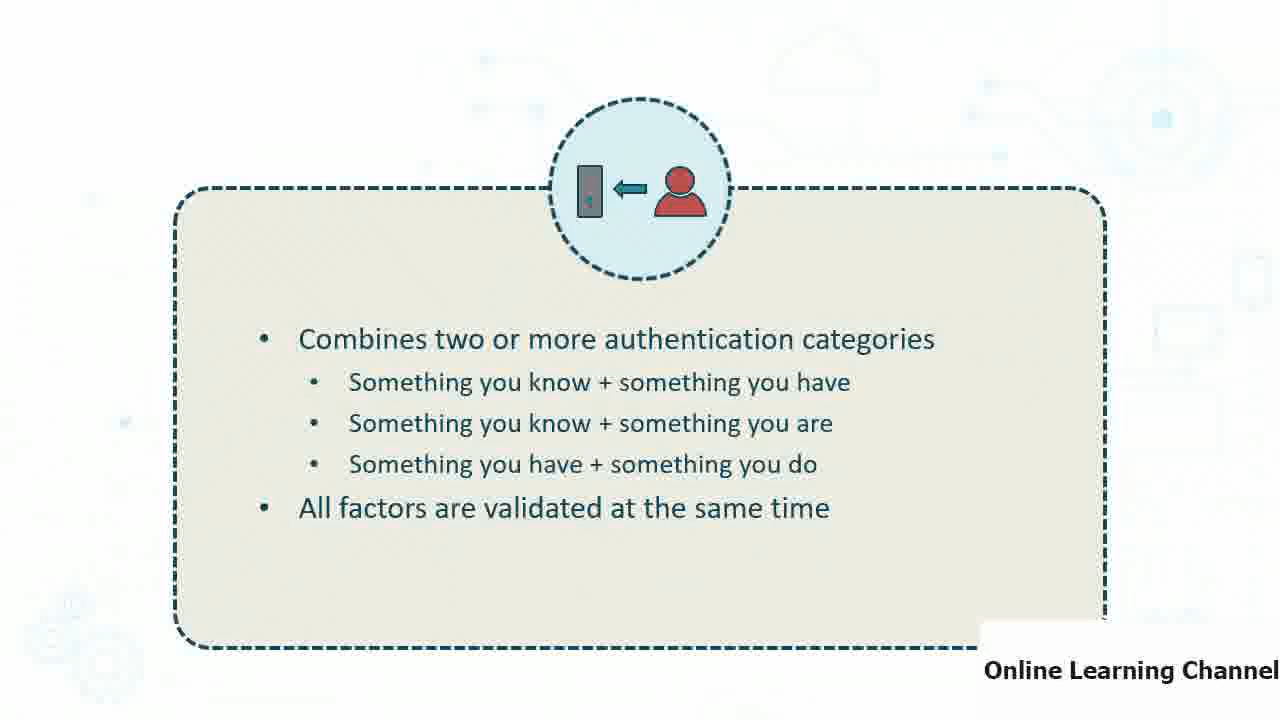 • Combines two or more authentication categories
• Something you know + something you have
• Something you know + something you are
• Something you have + something you do
• All factors are validated at the same time
Online Learning Channel